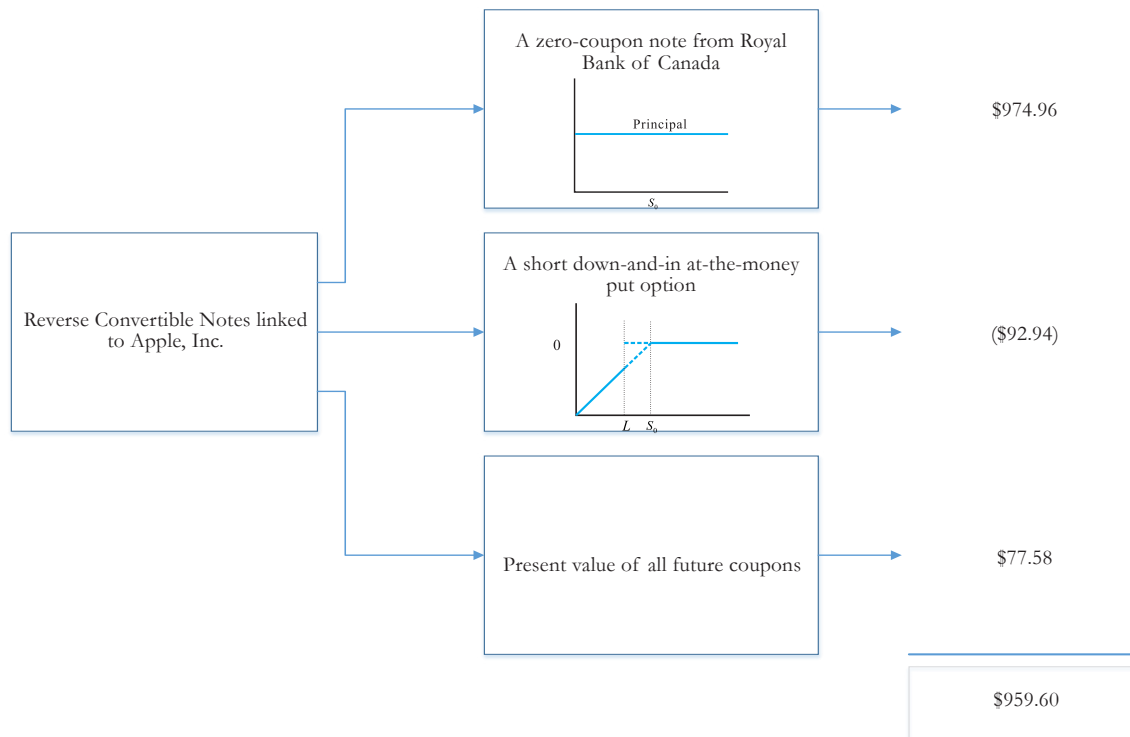 A zero-coupon note from Royal
Bank of Canada
Principal
S₀
$974.96
Reverse Convertible Notes linked
to Apple, Inc.
A short down-and-in at-the-money
put option
0
L S₀
($92.94)
Present value of all future coupons
$77.58
$959.60